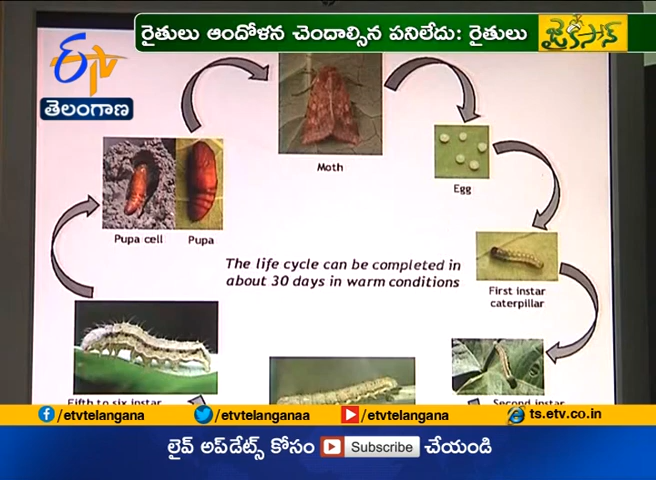 రైతులు ఆందోళన చెందాల్సిన పనిలేదు: రైతులు
జైకిసాన్
ETV
తెలంగాణ
Moth
Egg
Pupa cell
Pupa
The life cycle can be completed in
about 30 days in warm conditions
First instar
caterpillar
Fifth to six instar
Second instar
/etvtelangana
/etvtelanganaa
/etvtelangana
ts.etv.co.in
లైవ్ అప్‌డేట్స్ కోసం Subscribe చేయండి